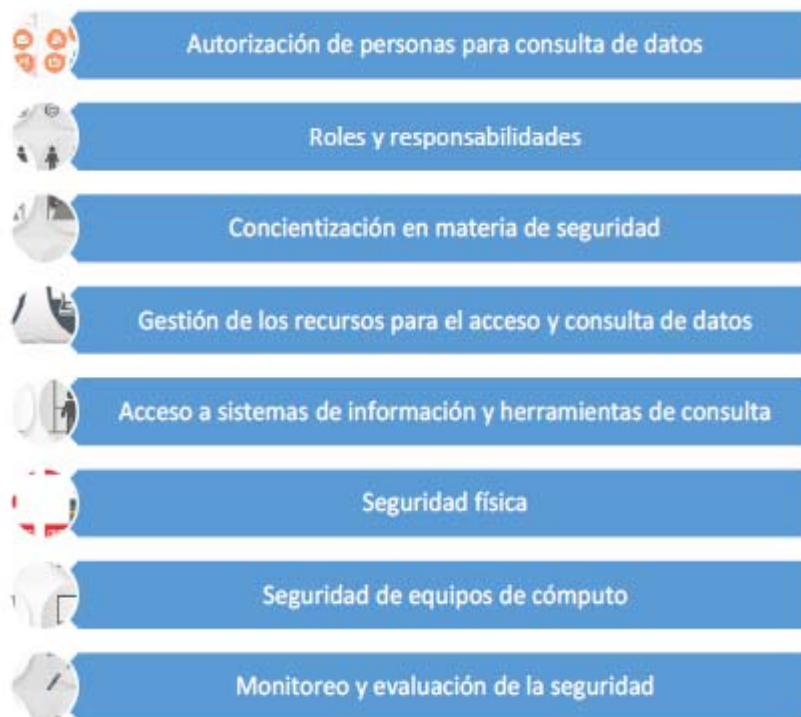 Autorización de personas para consulta de datos
Roles y responsabilidades
Concientización en materia de seguridad
Gestión de los recursos para el acceso y consulta de datos
Acceso a sistemas de información y herramientas de consulta
Seguridad física
Seguridad de equipos de cómputo
Monitoreo y evaluación de la seguridad